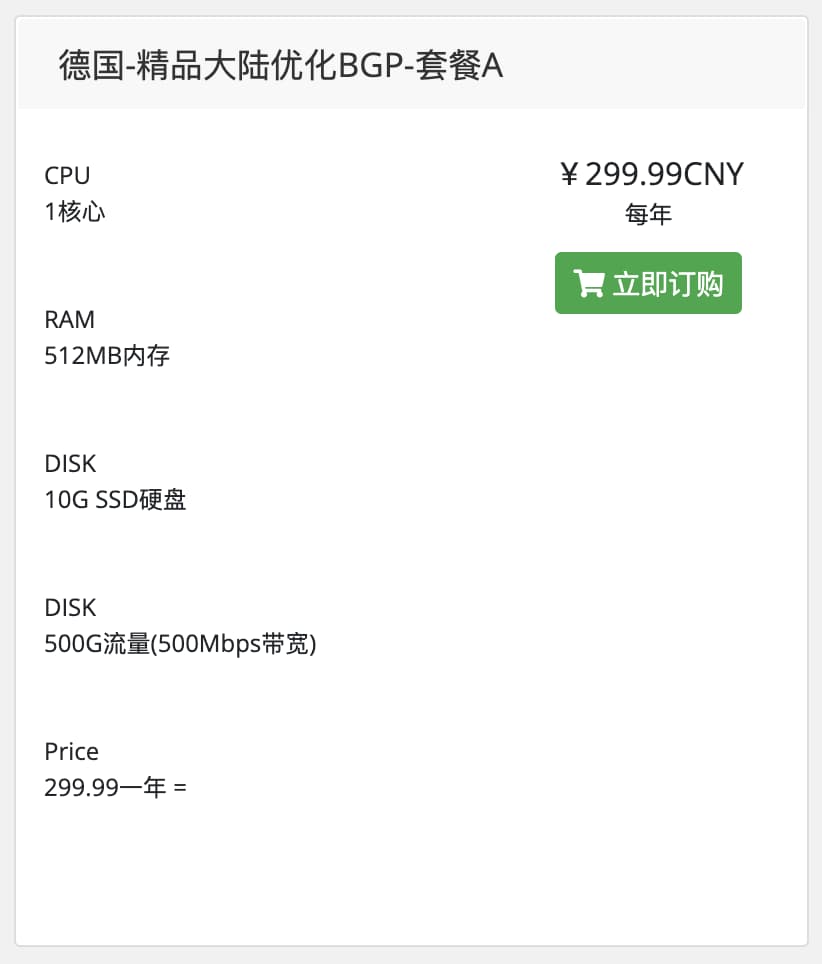 德国-精品大陆优化BGP-套餐A
CPU
1核心
RAM
512MB内存
DISK
10G SSD硬盘
DISK
500G流量(500Mbps带宽)
Price
299.99一年 =
¥299.99CNY
每年
立即订购